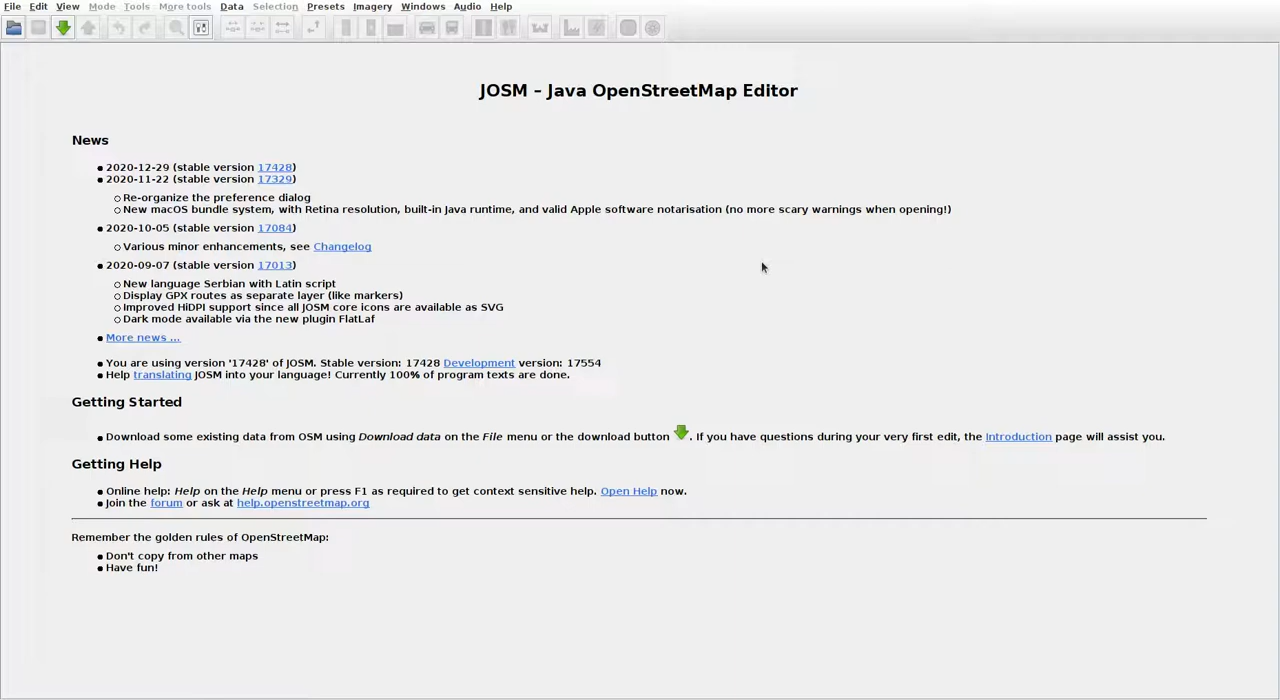 File Edit View Mode Tools More tools Data Selection Presets Imagery Windows Audio Help
JOSM – Java OpenStreetMap Editor
News
2020-12-29 (stable version 17428)
2020-11-22 (stable version 17329)
Re-organize the preference dialog
New macOS bundle system, with Retina resolution, built-in Java runtime, and valid Apple software notarisation (no more scary warnings when opening!)
2020-10-05 (stable version 17084)
Various minor enhancements, see Changelog
2020-09-07 (stable version 17013)
New language Serbian with Latin script
Display GPX routes as separate layer (like markers)
Improved HiDPI support since all JOSM core icons are available as SVG
Dark mode available via the new plugin FlatLaf
More news ...
You are using version '17428' of JOSM. Stable version: 17428 Development version: 17554
Help translating JOSM into your language! Currently 100% of program texts are done.
Getting Started
Download some existing data from OSM using Download data on the File menu or the download button . If you have questions during your very first edit, the Introduction page will assist you.
Getting Help
Online help: Help on the Help menu or press F1 as required to get context sensitive help. Open Help now.
Join the forum or ask at help.openstreetmap.org
Remember the golden rules of OpenStreetMap:
Don't copy from other maps
Have fun!